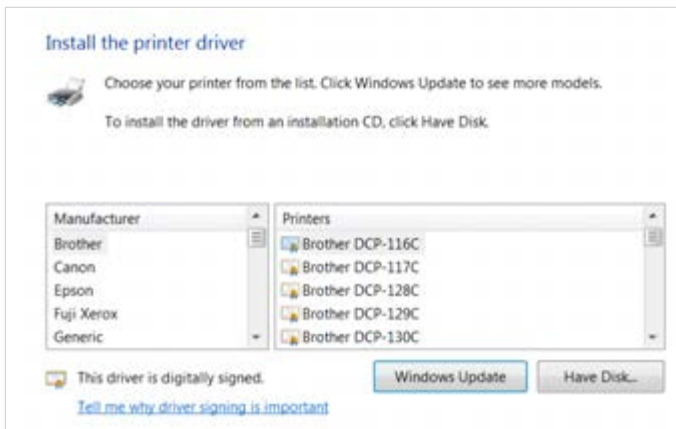 Install the printer driver
Choose your printer from the list. Click Windows Update to see more models.
To install the driver from an installation CD, click Have Disk.
Manufacturer
Brother
Canon
Epson
Fuji Xerox
Generic
Printers
Brother DCP-116C
Brother DCP-117C
Brother DCP-128C
Brother DCP-129C
Brother DCP-130C
This driver is digitally signed.
Tell me why driver signing is important
Windows Update
Have Disk...